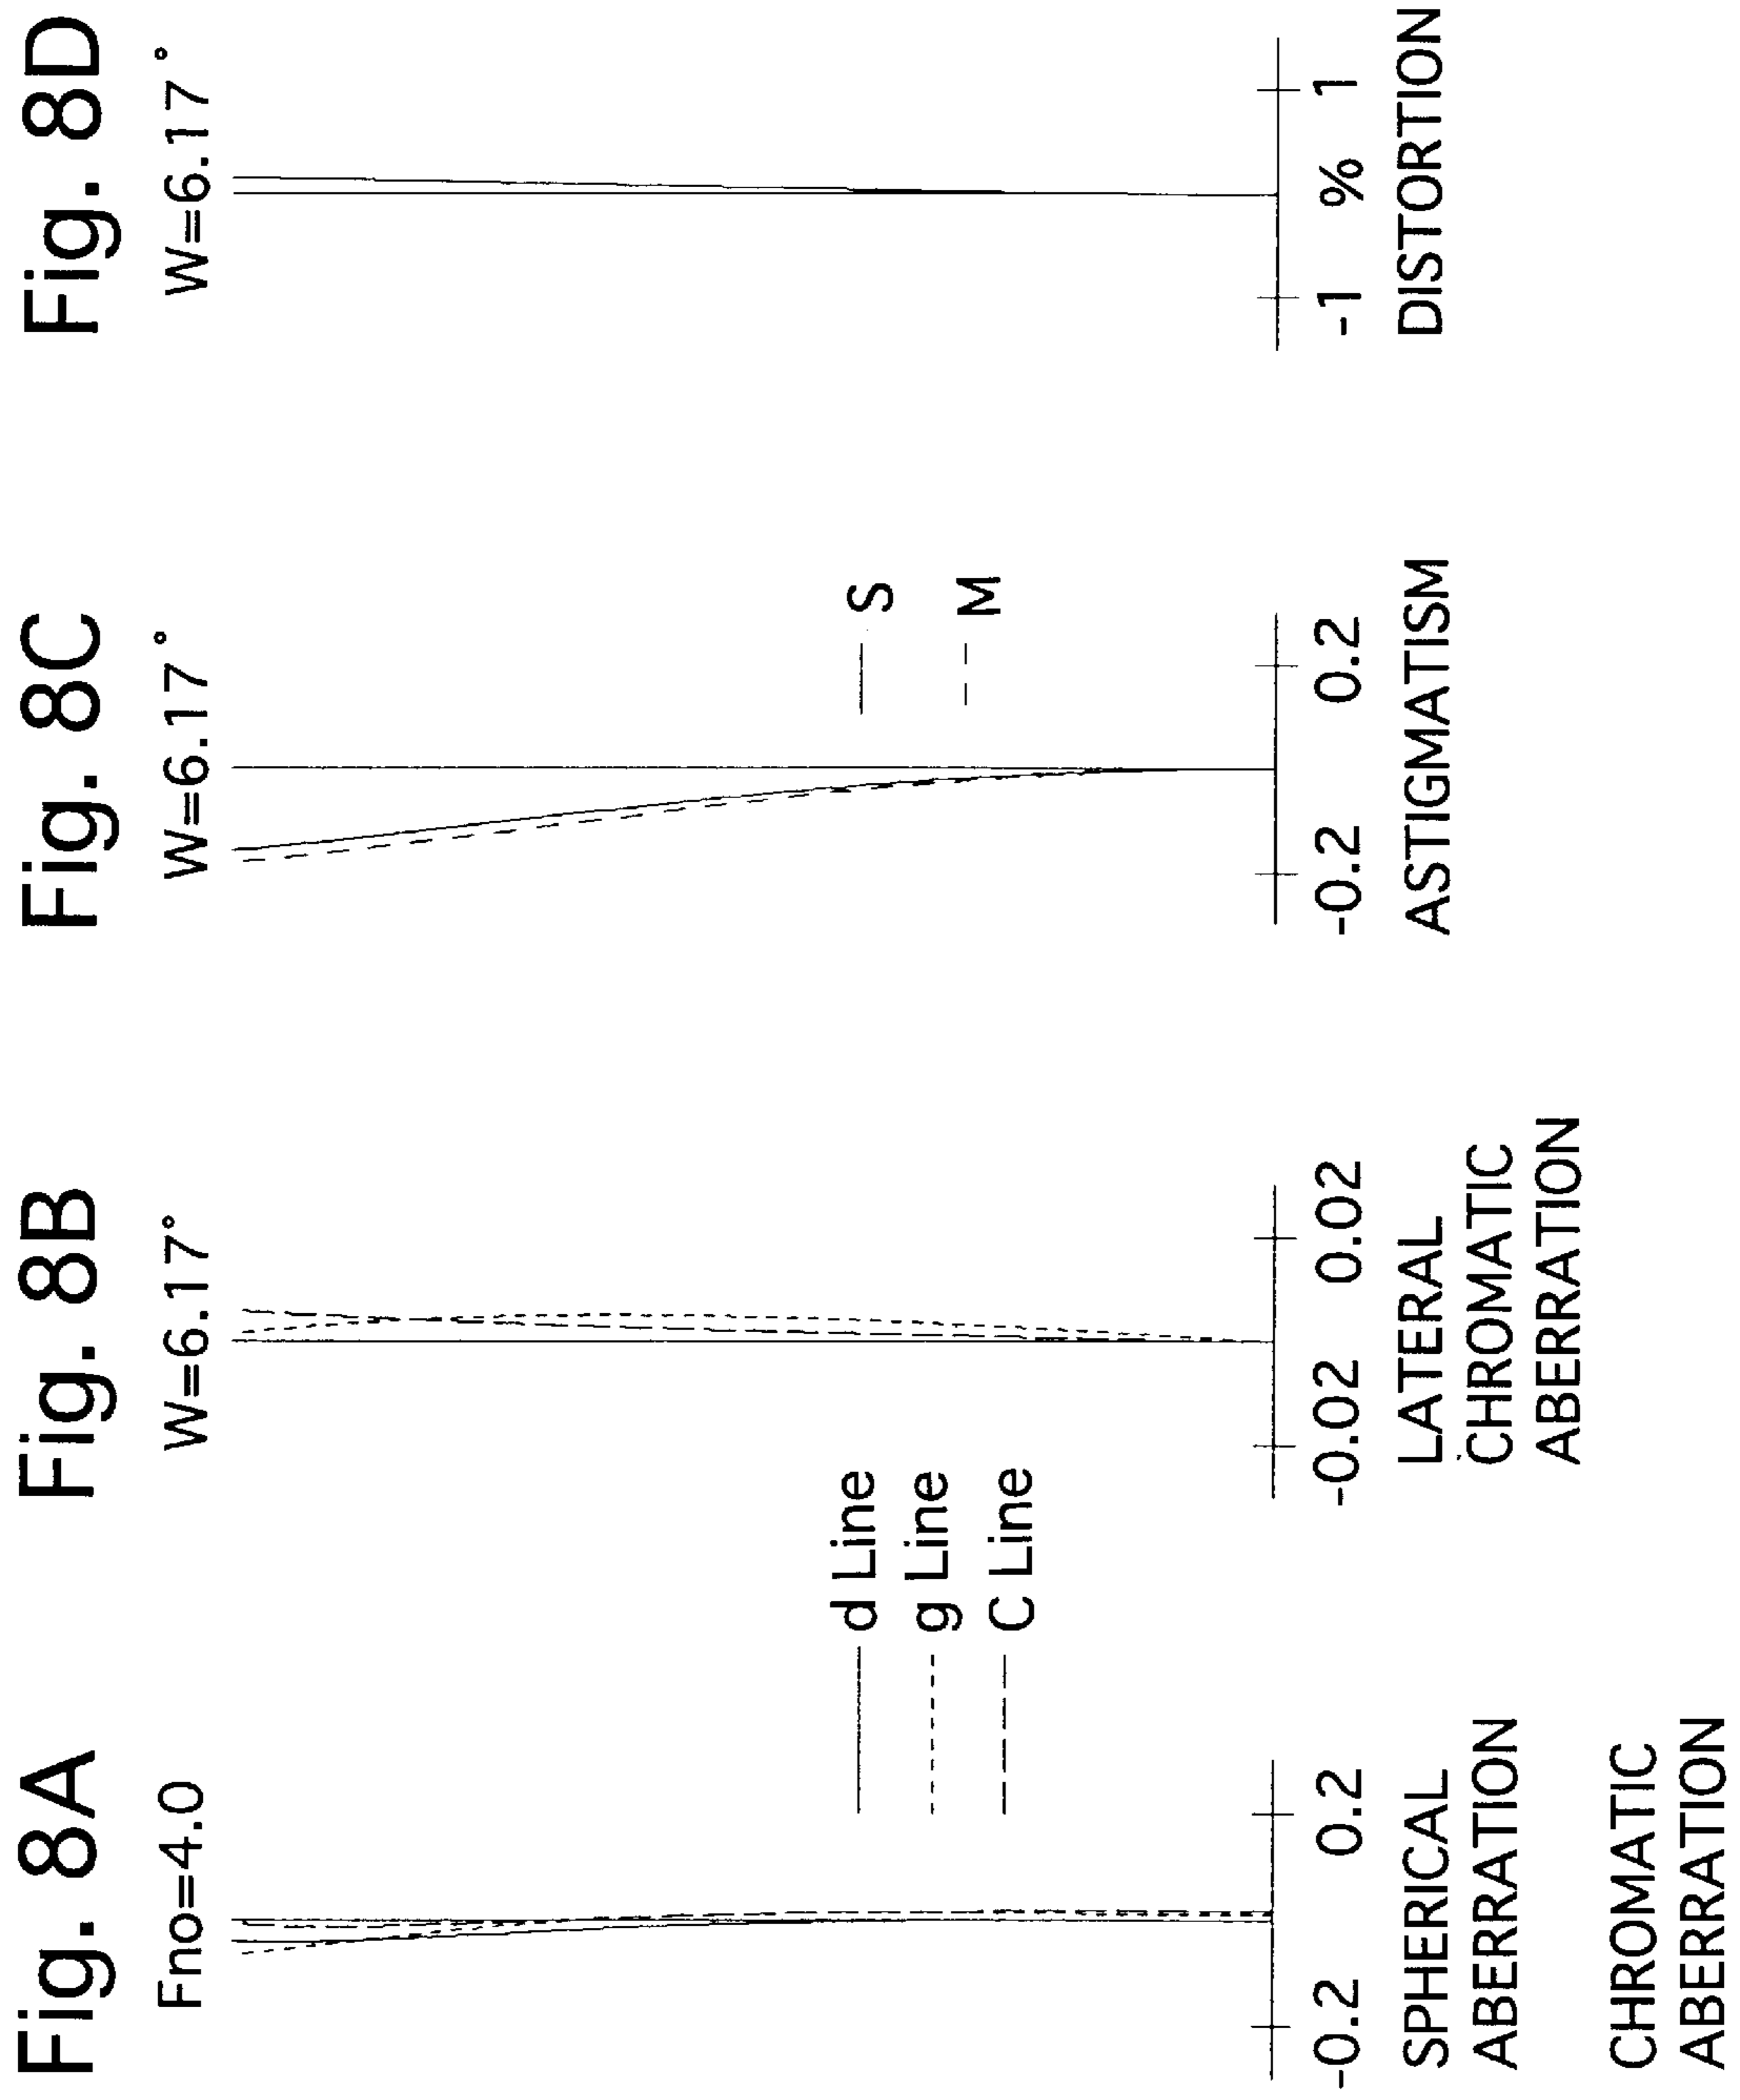 Fig. 8A
Fno=4.0
d Line
g Line
C Line
-0.2
0.2
SPHERICAL
ABERRATION
CHROMATIC
ABERRATION
Fig. 8B
W=6.17°
-0.02
0.02
LATERAL
CHROMATIC
ABERRATION
Fig. 8C
W=6.17°
S
M
-0.2
0.2
ASTIGMATISM
Fig. 8D
W=6.17°
-1
%
1
DISTORTION